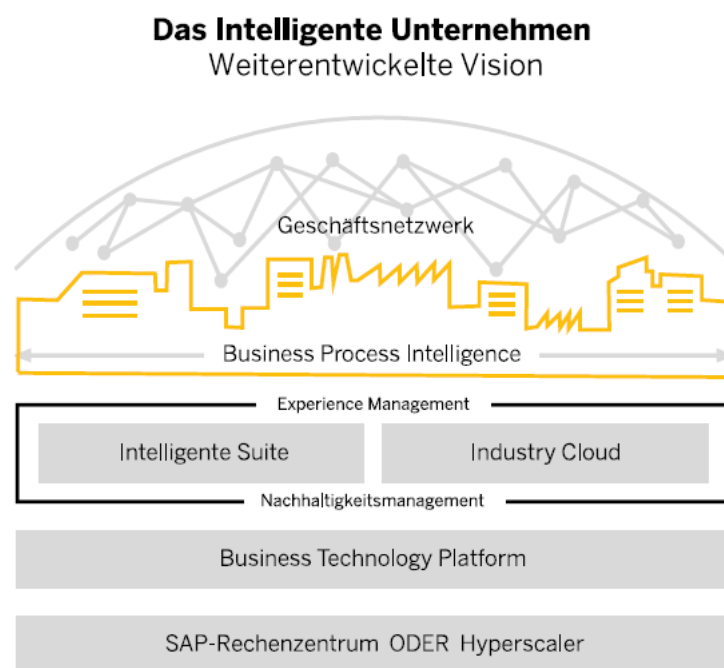 Das Intelligente Unternehmen
Weiterentwickelte Vision
Geschäftsnetzwerk
Business Process Intelligence
Experience Management
Intelligente Suite
Industry Cloud
Nachhaltigkeitsmanagement
Business Technology Platform
SAP-Rechenzentrum ODER Hyperscaler